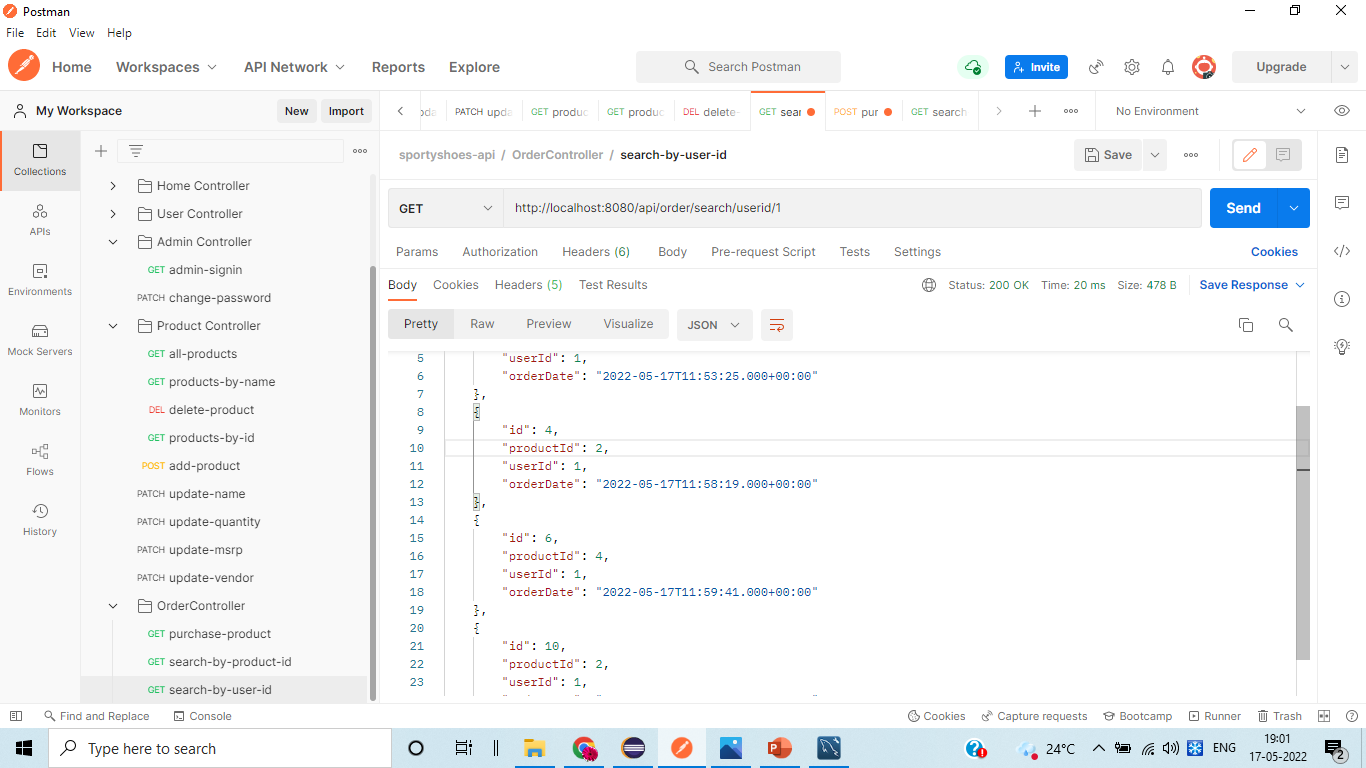 Postman
File Edit View Help
Home Workspaces API Network Reports Explore Search Postman Invite Upgrade
My Workspace New Import
PATCH upda GET produc GET produc DEL delete- GET sear POST pur GET search No Environment
sportyshoes-api / OrderController / search-by-user-id Save
GET http://localhost:8080/api/order/search/userid/1 Send
Params Authorization Headers (6) Body Pre-request Script Tests Settings Cookies
Body Cookies Headers (5) Test Results Status: 200 OK Time: 20 ms Size: 478 B Save Response
Pretty Raw Preview Visualize JSON
Collections
APIs
Environments
Mock Servers
Monitors
Flows
History
Home Controller
User Controller
Admin Controller
GET admin-signin
PATCH change-password
Product Controller
GET all-products
GET products-by-name
DEL delete-product
GET products-by-id
POST add-product
PATCH update-name
PATCH update-quantity
PATCH update-msrp
PATCH update-vendor
OrderController
GET purchase-product
GET search-by-product-id
GET search-by-user-id
5 "userId": 1,
6 "orderDate": "2022-05-17T11:53:25.000+00:00"
7 },
8 {
9 "id": 4,
10 "productId": 2,
11 "userId": 1,
12 "orderDate": "2022-05-17T11:58:19.000+00:00"
13 },
14 {
15 "id": 6,
16 "productId": 4,
17 "userId": 1,
18 "orderDate": "2022-05-17T11:59:41.000+00:00"
19 },
20 {
21 "id": 10,
22 "productId": 2,
23 "userId": 1,
Find and Replace Console Cookies Capture requests Bootcamp Runner Trash
Type here to search 24°C ENG 19:01
17-05-2022 2